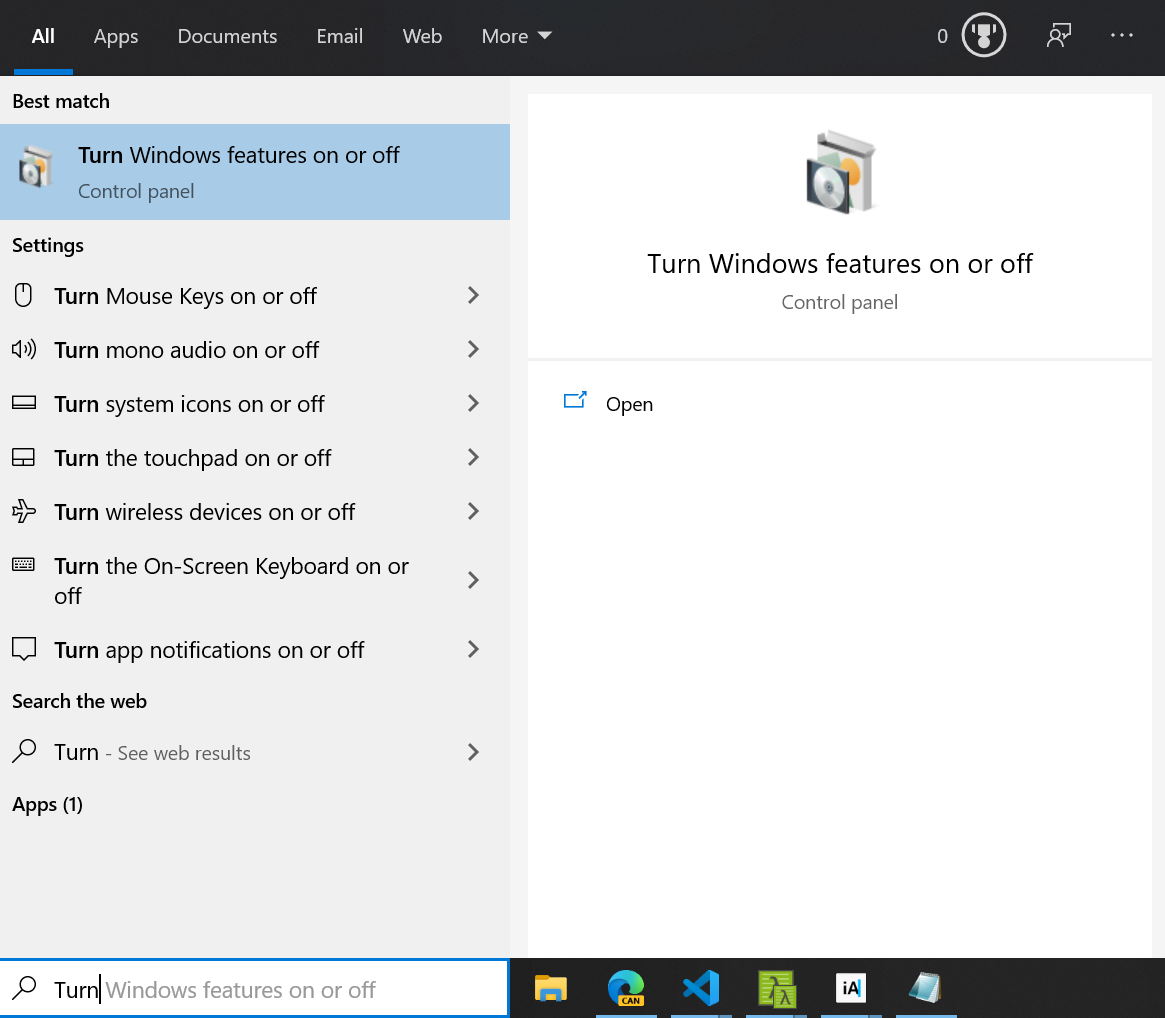 All Apps Documents Email Web More 0
Best match
Turn Windows features on or off
Control panel
Settings
Turn Mouse Keys on or off
Turn mono audio on or off
Turn system icons on or off
Turn the touchpad on or off
Turn wireless devices on or off
Turn the On-Screen Keyboard on or
off
Turn app notifications on or off
Search the web
Turn - See web results
Apps (1)
Turn Windows features on or off
Control panel
Open
Turn Windows features on or off
CAN
λ
iA